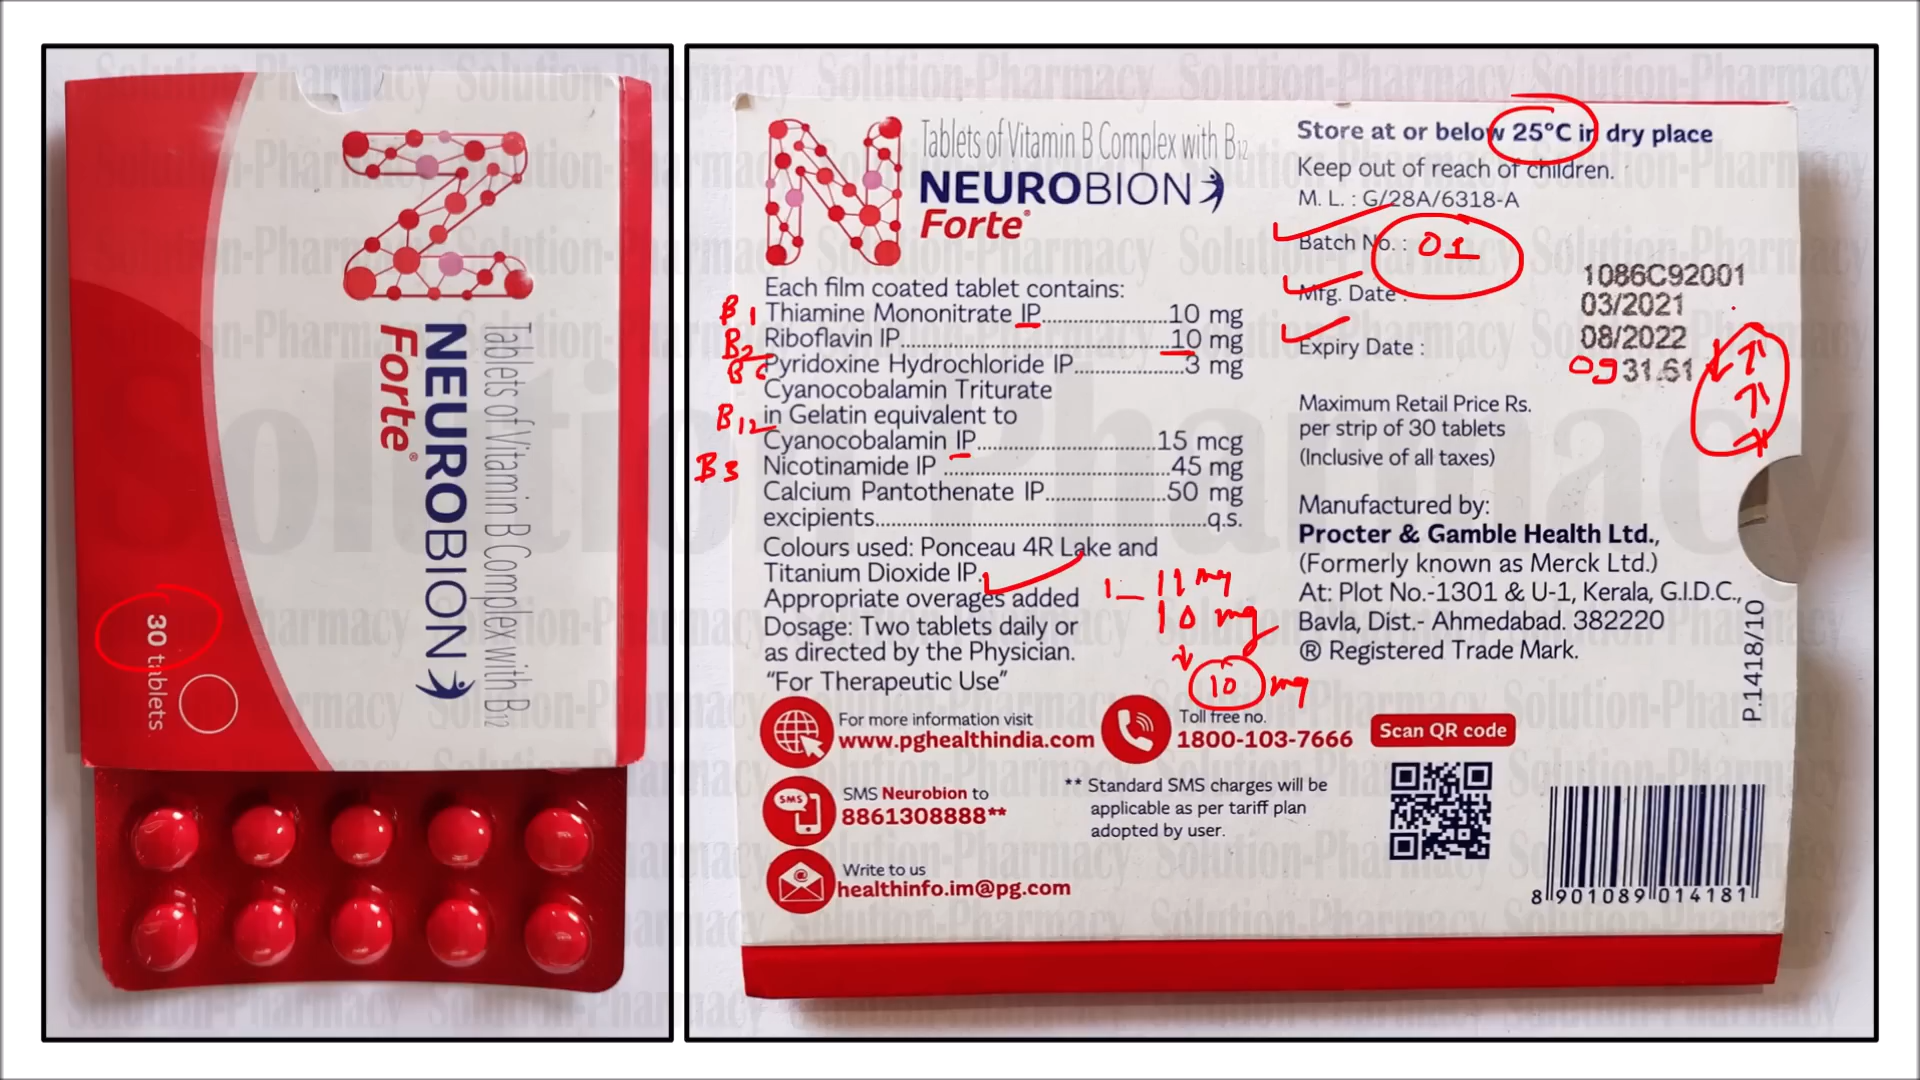 Tablets of Vitamin B Complex with B12
NEUROBION
Forte®
30 tablets
Tablets of Vitamin B Complex with B12
NEUROBION
Forte®
Each film coated tablet contains:
B1 Thiamine Mononitrate IP..........10 mg
B2 Riboflavin IP..........10 mg
B6 Pyridoxine Hydrochloride IP..........3 mg
Cyanocobalamin Triturate
B12 in Gelatin equivalent to
Cyanocobalamin IP..........15 mcg
B3 Nicotinamide IP ..........45 mg
Calcium Pantothenate IP..........50 mg
excipients..........q.s.
Colours used: Ponceau 4R Lake and
Titanium Dioxide IP.
Appropriate overages added
Dosage: Two tablets daily or
as directed by the Physician.
"For Therapeutic Use"
1_ 11 mg
10 mg
10 mg
Store at or below 25°C in dry place
Keep out of reach of children.
M. L. : G/28A/6318-A
Batch No. : 01
1086C92001
Mfg. Date :
03/2021
Expiry Date :
08/2022
09 31.61
Maximum Retail Price Rs.
per strip of 30 tablets
(Inclusive of all taxes)
Manufactured by:
Procter & Gamble Health Ltd.,
(Formerly known as Merck Ltd.)
At: Plot No.-1301 & U-1, Kerala, G.I.D.C.,
Bavla, Dist.- Ahmedabad. 382220
® Registered Trade Mark.
P.1418/10
For more information visit
www.pghealthindia.com
Toll free no.
1800-103-7666
Scan QR code
SMS
SMS Neurobion to
8861308888**
** Standard SMS charges will be
applicable as per tariff plan
adopted by user.
@
Write to us
healthinfo.im@pg.com
8 901089 014181
Solution-Pharmacy